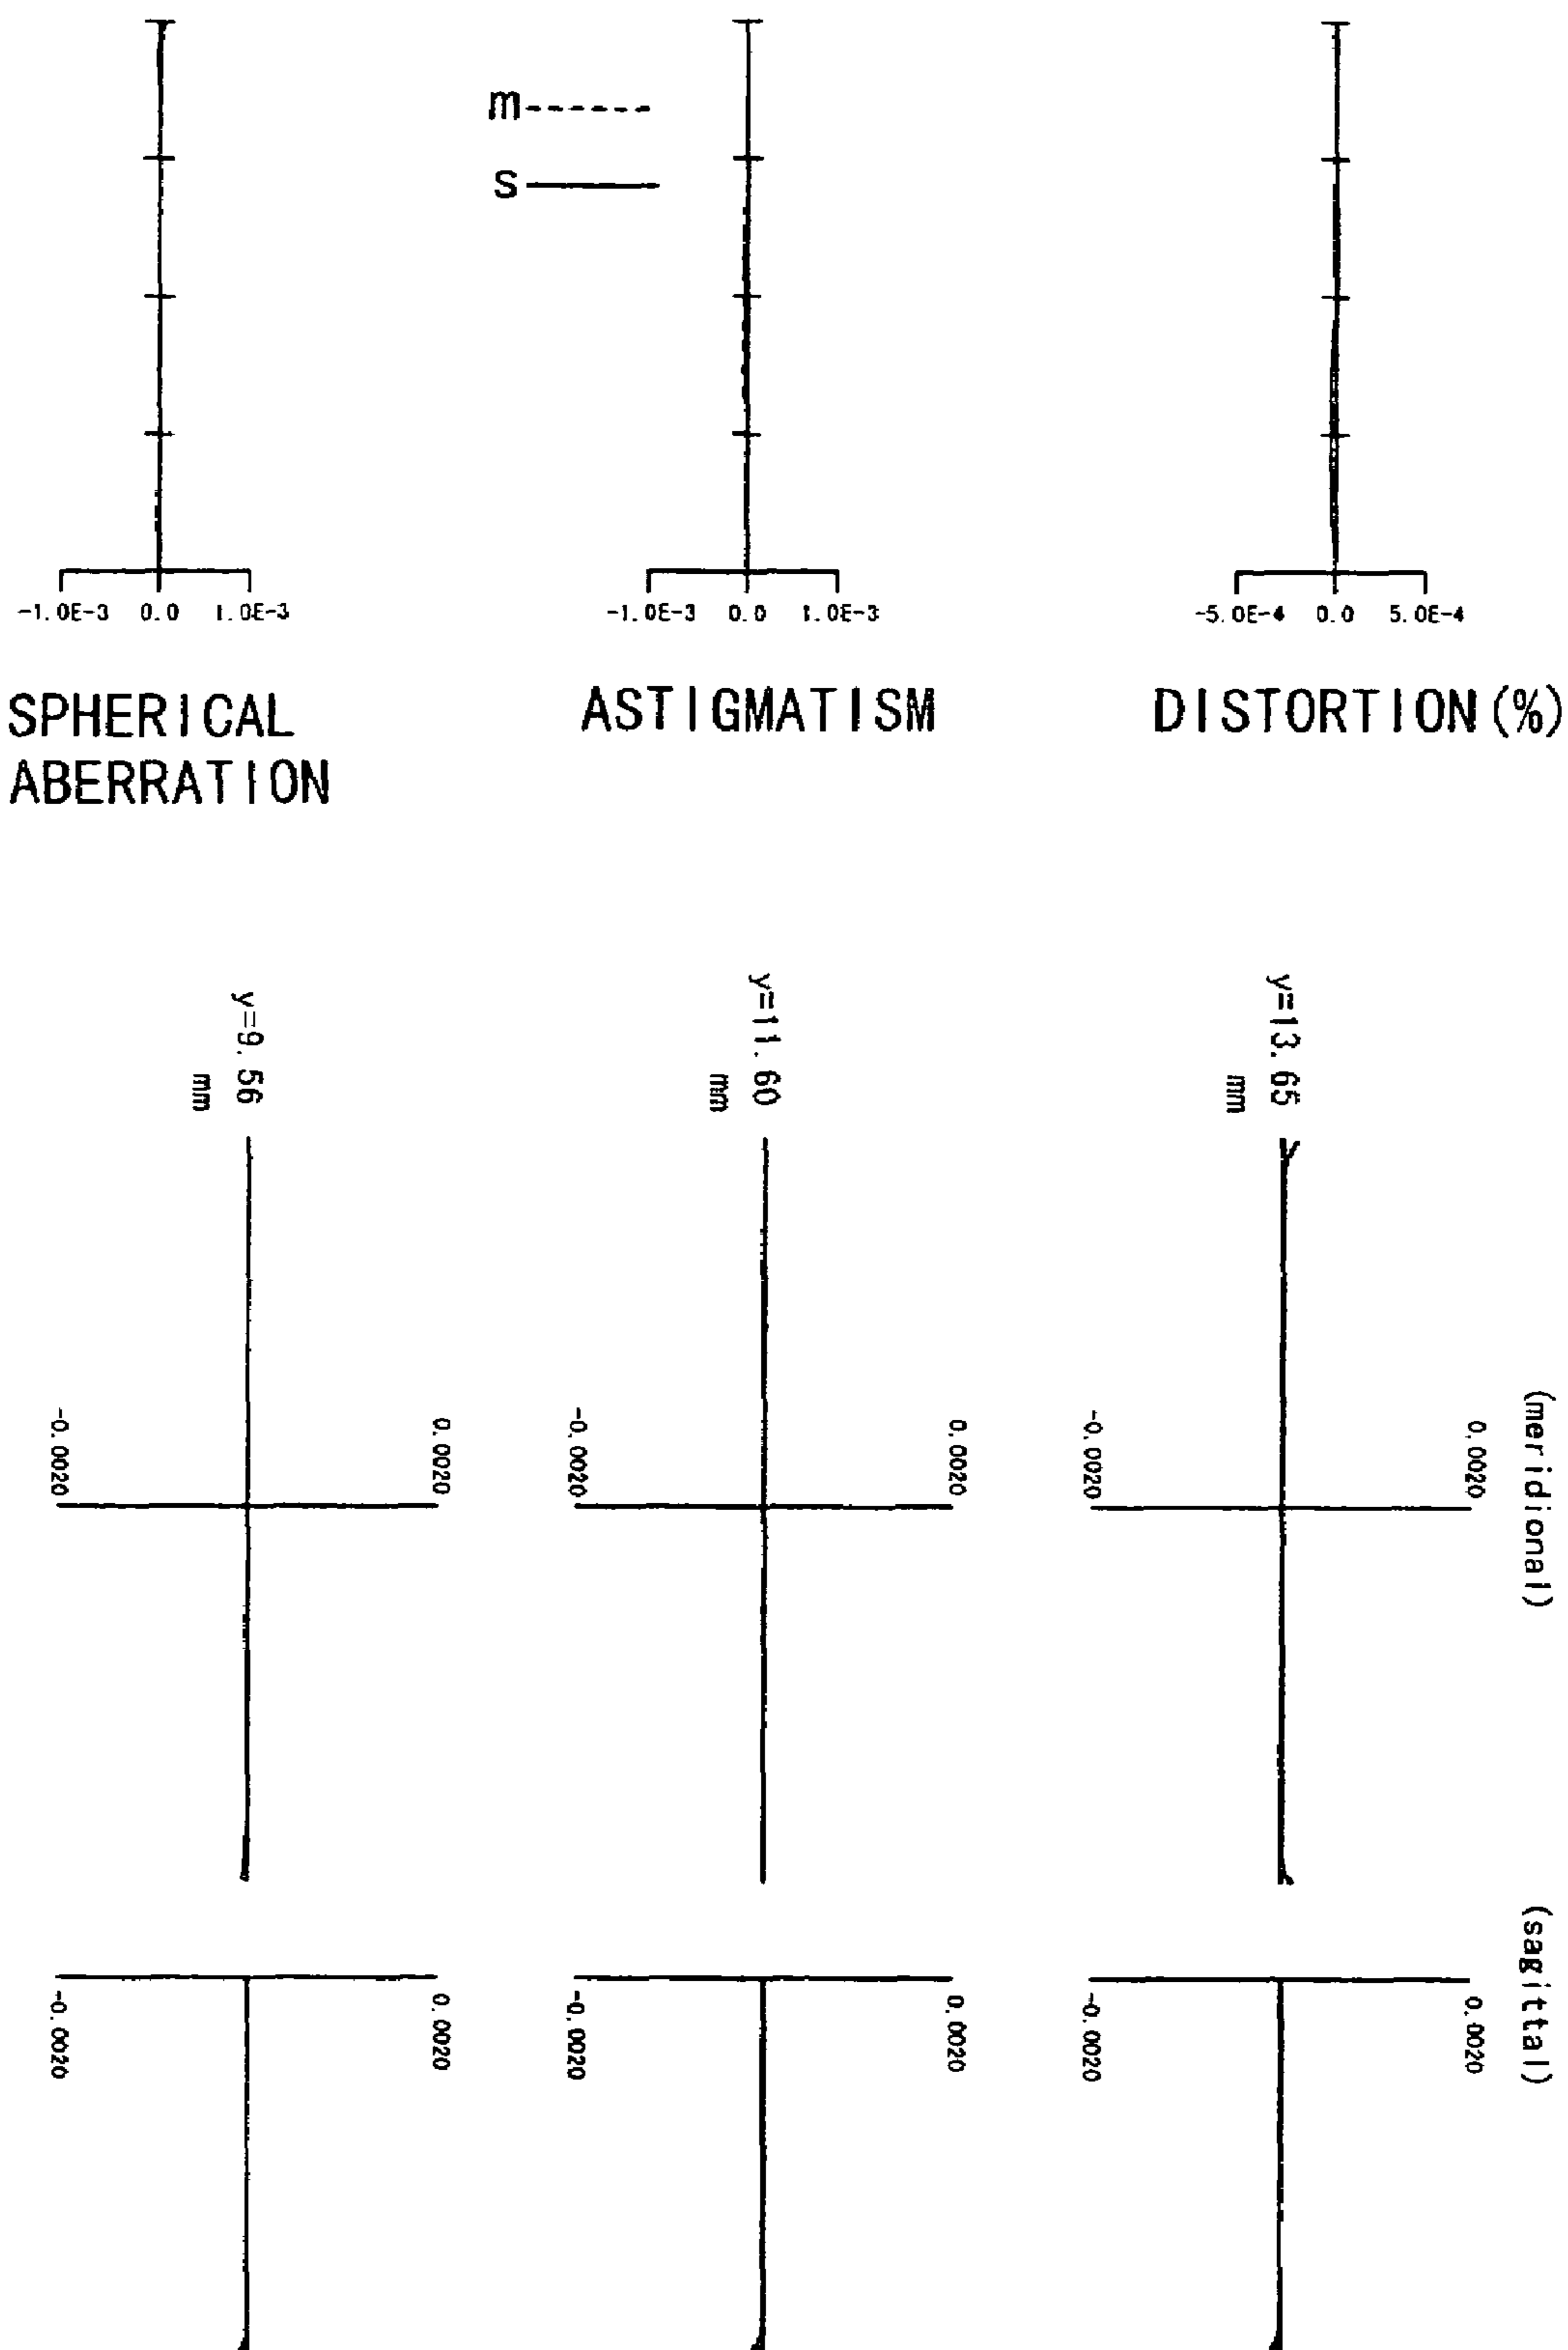 m
s
-1.0E-3 0.0 1.0E-3
-1.0E-3 0.0 1.0E-3
-5.0E-4 0.0 5.0E-4
SPHERICAL
ABERRATION
ASTIGMATISM
DISTORTION(%)
y=9.56
mm
y=11.60
mm
y=13.65
mm
-0.0020
0.0020
-0.0020
0.0020
-0.0020
0.0020
(meridional)
-0.0020
0.0020
-0.0020
0.0020
-0.0020
0.0020
(sagittal)